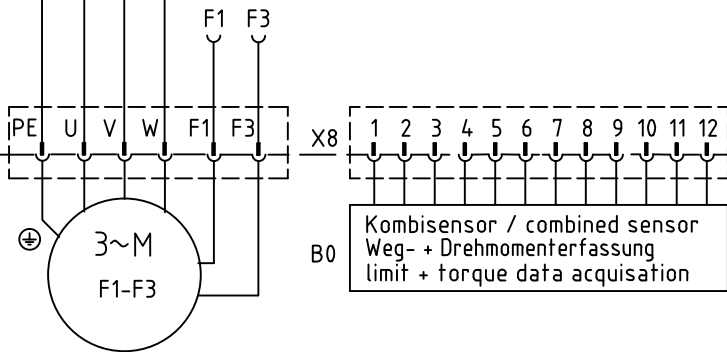 F1 F3
PE U V W F1 F3 X8 1 2 3 4 5 6 7 8 9 10 11 12
3~M
F1-F3
B0
Kombisensor / combined sensor
Weg- + Drehmomenterfassung
limit + torque data acquisation